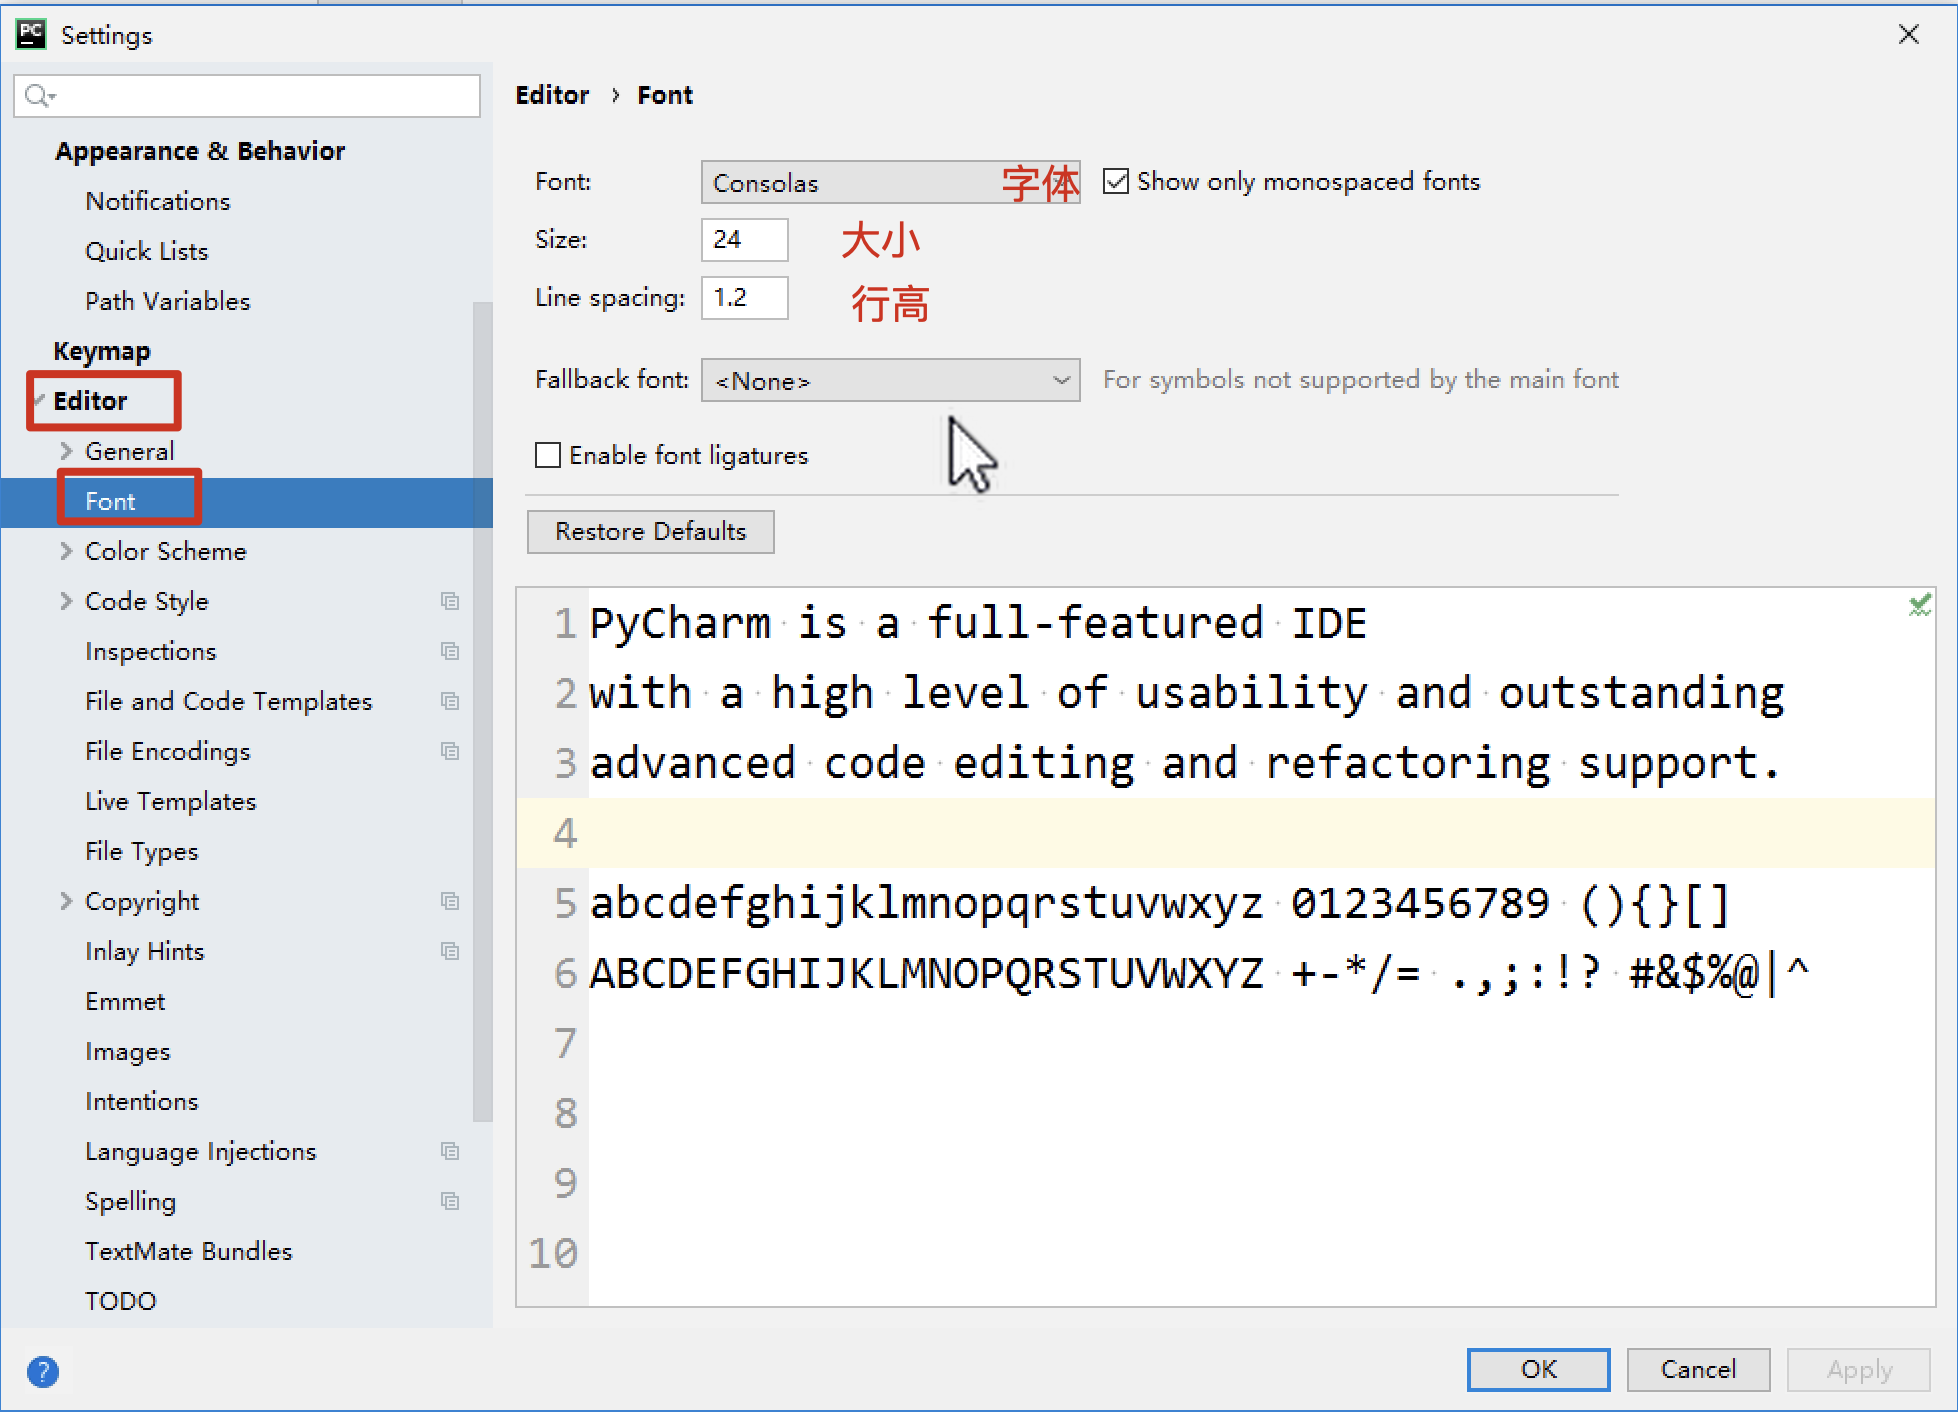 PC Settings
Appearance & Behavior
Notifications
Quick Lists
Path Variables
Keymap
Editor
General
Font
Color Scheme
Code Style
Inspections
File and Code Templates
File Encodings
Live Templates
File Types
Copyright
Inlay Hints
Emmet
Images
Intentions
Language Injections
Spelling
TextMate Bundles
TODO
Editor › Font
Font: Consolas 字体 Show only monospaced fonts
Size: 24 大小
Line spacing: 1.2 行高
Fallback font: <None> For symbols not supported by the main font
Enable font ligatures
Restore Defaults
1 PyCharm is a full-featured IDE
2 with a high level of usability and outstanding
3 advanced code editing and refactoring support.
4
5 abcdefghijklmnopqrstuvwxyz 0123456789 (){}[]
6 ABCDEFGHIJKLMNOPQRSTUVWXYZ +-*/= .,;:!? #&$%@|^
7
8
9
10
? OK Cancel Apply